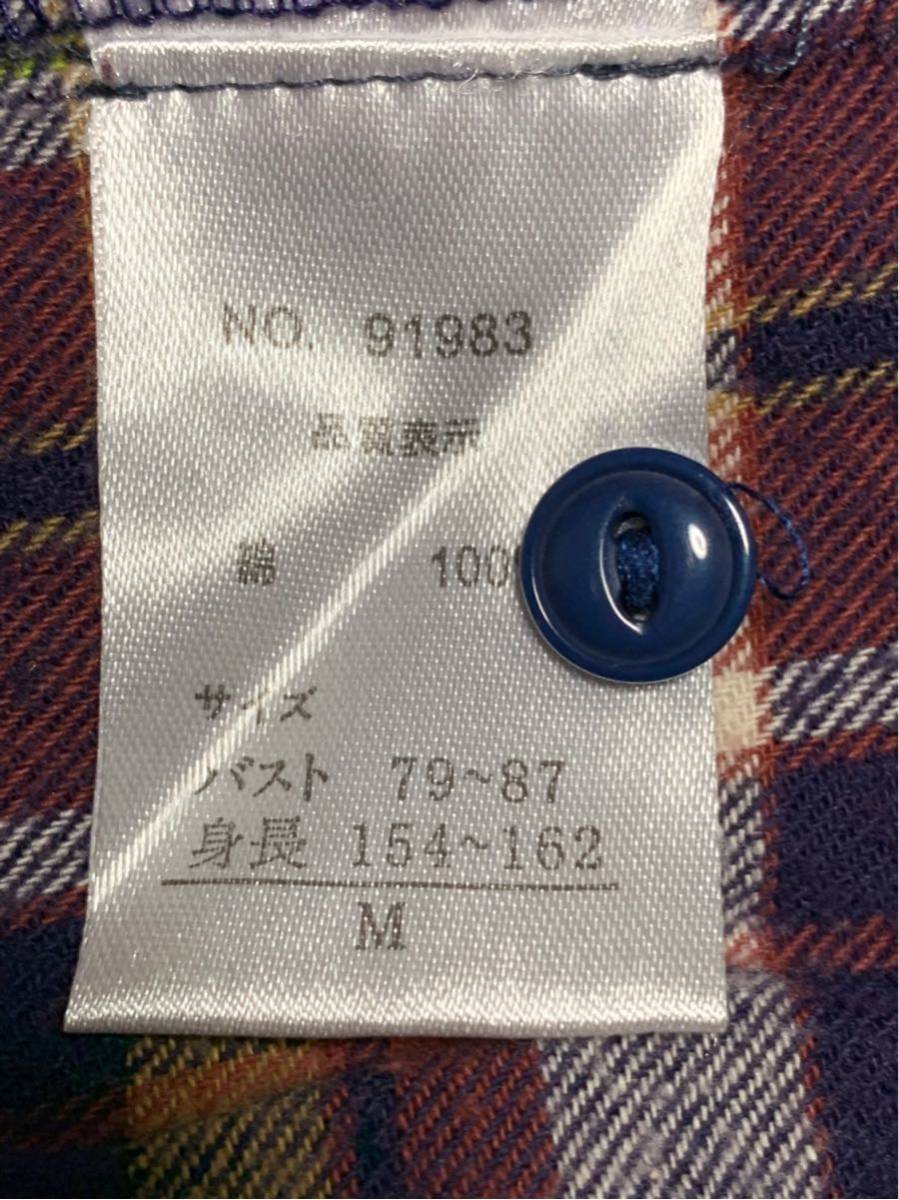 NO. 91983
品質表示
綿 100
サイズ
バスト 79~87
身長 154~162
M